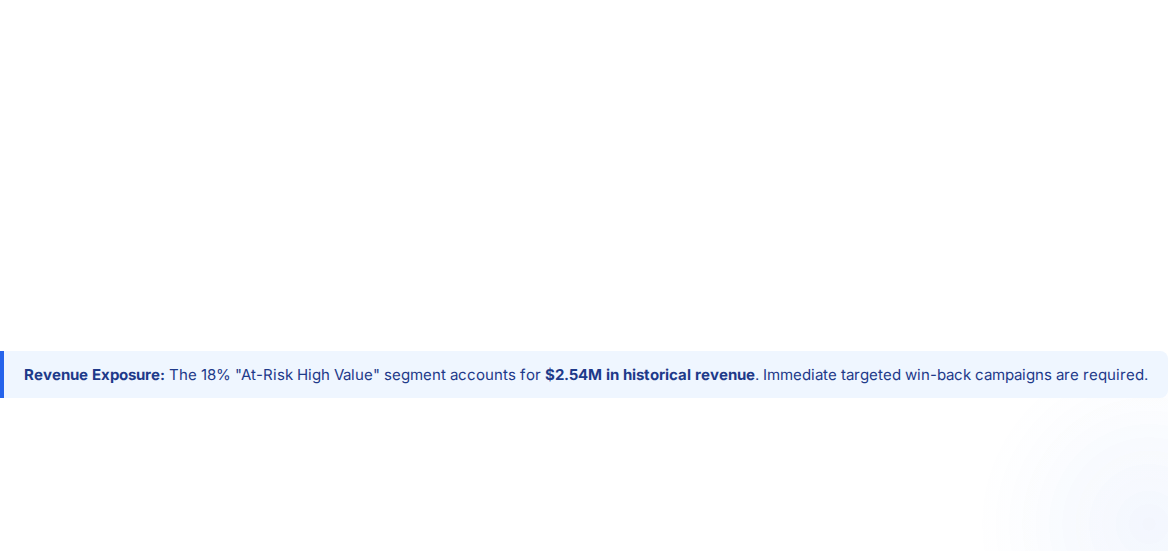 Revenue Exposure: The 18% "At-Risk High Value" segment accounts for $2.54M in historical revenue. Immediate targeted win-back campaigns are required.